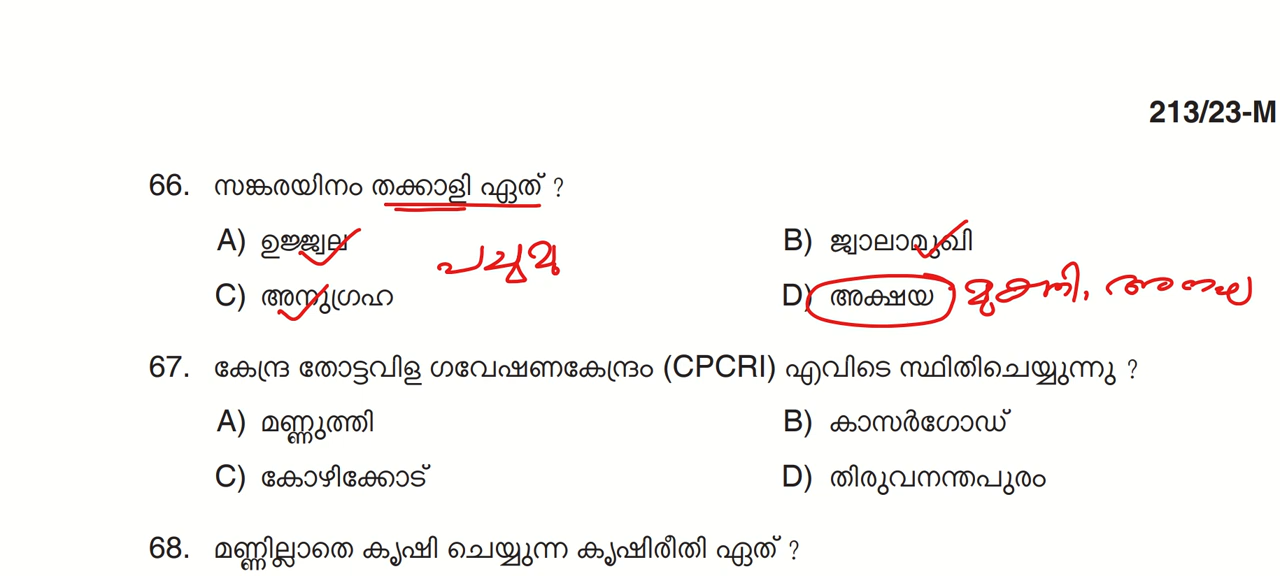 213/23-M
66. സങ്കരയിനം തക്കാളി ഏത് ?
A) ഉജ്ജ്വല
B) ജ്വാലാമുഖി
പച്ചമു
C) അനുഗ്രഹ
D) അക്ഷയ മുക്തി, അനഘ
67. കേന്ദ്ര തോട്ടവിള ഗവേഷണകേന്ദ്രം (CPCRI) എവിടെ സ്ഥിതിചെയ്യുന്നു ?
A) മണ്ണുത്തി
B) കാസർഗോഡ്
C) കോഴിക്കോട്
D) തിരുവനന്തപുരം
68. മണ്ണില്ലാതെ കൃഷി ചെയ്യുന്ന കൃഷിരീതി ഏത് ?